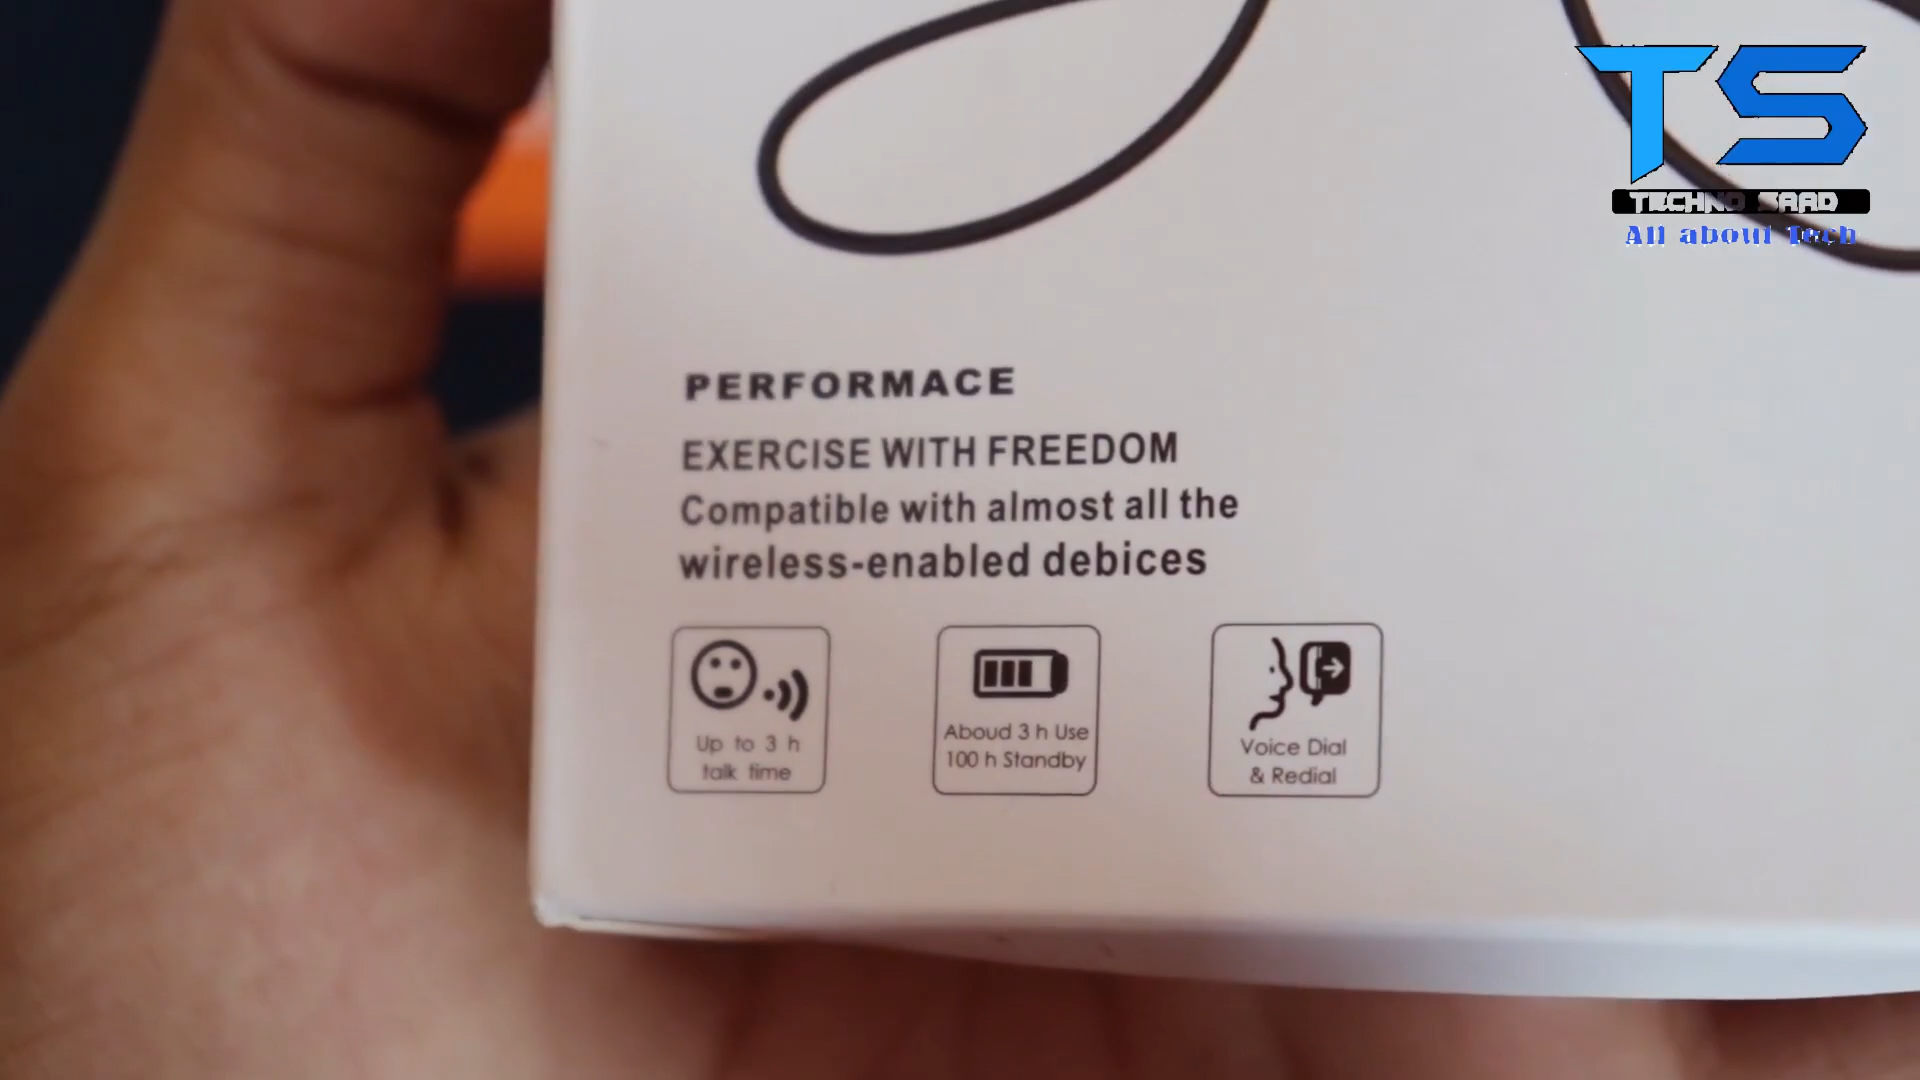 TS
TECHNO SAAD
All about Tech
PERFORMACE
EXERCISE WITH FREEDOM
Compatible with almost all the
wireless-enabled debices
Up to 3 h
talk time
Aboud 3 h Use
100 h Standby
Voice Dial
& Redial